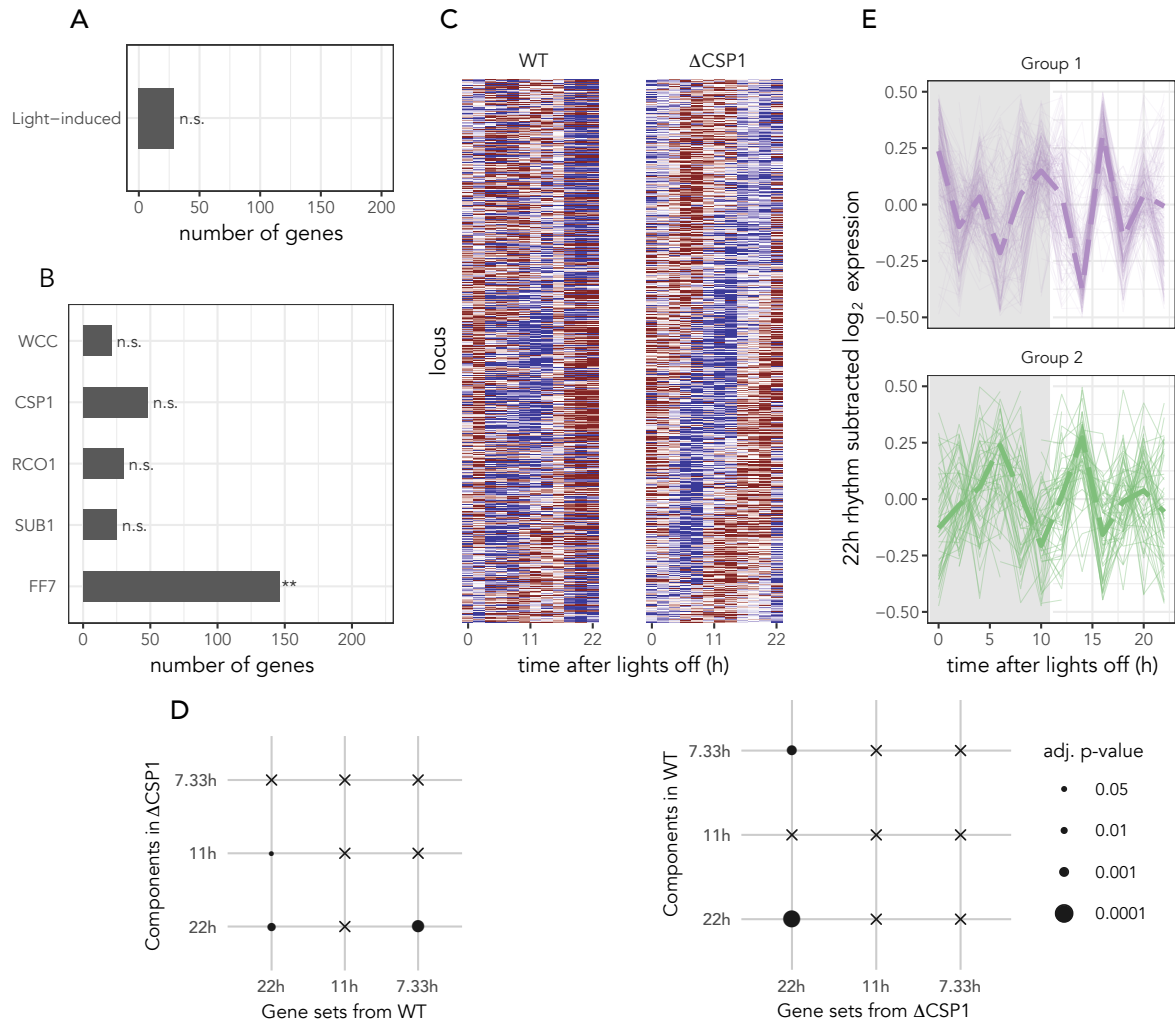 A
Light−induced
n.s.
0 50 100 150 200
number of genes
B
WCC
n.s.
CSP1
n.s.
RCO1
n.s.
SUB1
n.s.
FF7
**
0 50 100 150 200
number of genes
C
WT
ΔCSP1
locus
0 11 22
0 11 22
time after lights off (h)
D
Components in ΔCSP1
7.33h
11h
22h
22h 11h 7.33h
Gene sets from WT
Components in WT
7.33h
11h
22h
22h 11h 7.33h
Gene sets from ΔCSP1
adj. p-value
0.05
0.01
0.001
0.0001
E
22h rhythm subtracted log2 expression
Group 1
0.50
0.25
0.00
−0.25
−0.50
Group 2
0.50
0.25
0.00
−0.25
−0.50
0 5 10 15 20
time after lights off (h)